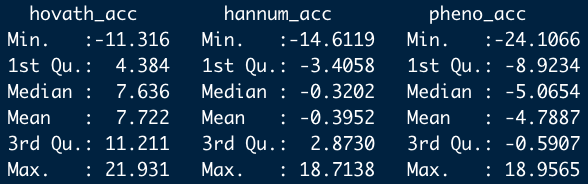 hovath_acc hannum_acc pheno_acc
Min. :-11.316 Min. :-14.6119 Min. :-24.1066
1st Qu.: 4.384 1st Qu.: -3.4058 1st Qu.: -8.9234
Median : 7.636 Median : -0.3202 Median : -5.0654
Mean : 7.722 Mean : -0.3952 Mean : -4.7887
3rd Qu.: 11.211 3rd Qu.: 2.8730 3rd Qu.: -0.5907
Max. : 21.931 Max. : 18.7138 Max. : 18.9565